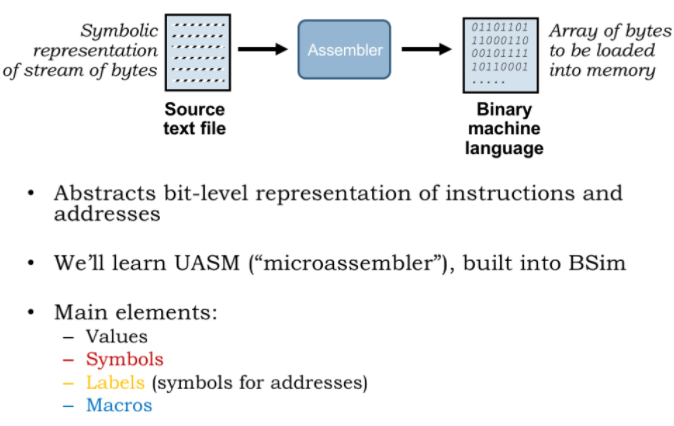 Symbolic
representation
of stream of bytes
Source
text file
Assembler
01101101
11000110
00101111
10110001
.....
Binary
machine
language
Array of bytes
to be loaded
into memory
• Abstracts bit-level representation of instructions and
addresses
• We'll learn UASM (“microassembler”), built into BSim
• Main elements:
– Values
– Symbols
– Labels (symbols for addresses)
– Macros